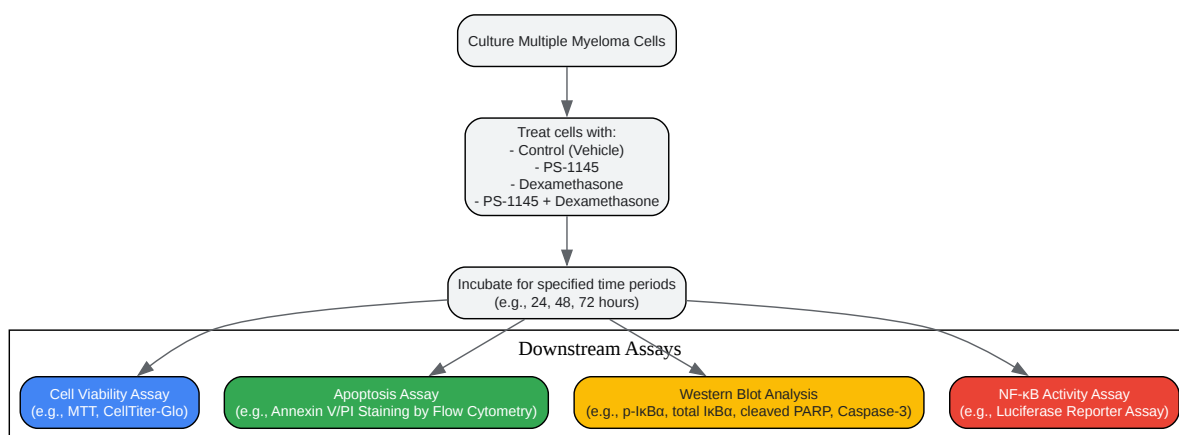 Culture Multiple Myeloma Cells
Treat cells with:
- Control (Vehicle)
- PS-1145
- Dexamethasone
- PS-1145 + Dexamethasone
Incubate for specified time periods
(e.g., 24, 48, 72 hours)
Downstream Assays
Cell Viability Assay
(e.g., MTT, CellTiter-Glo)
Apoptosis Assay
(e.g., Annexin V/PI Staining by Flow Cytometry)
Western Blot Analysis
(e.g., p-IκBα, total IκBα, cleaved PARP, Caspase-3)
NF-κB Activity Assay
(e.g., Luciferase Reporter Assay)